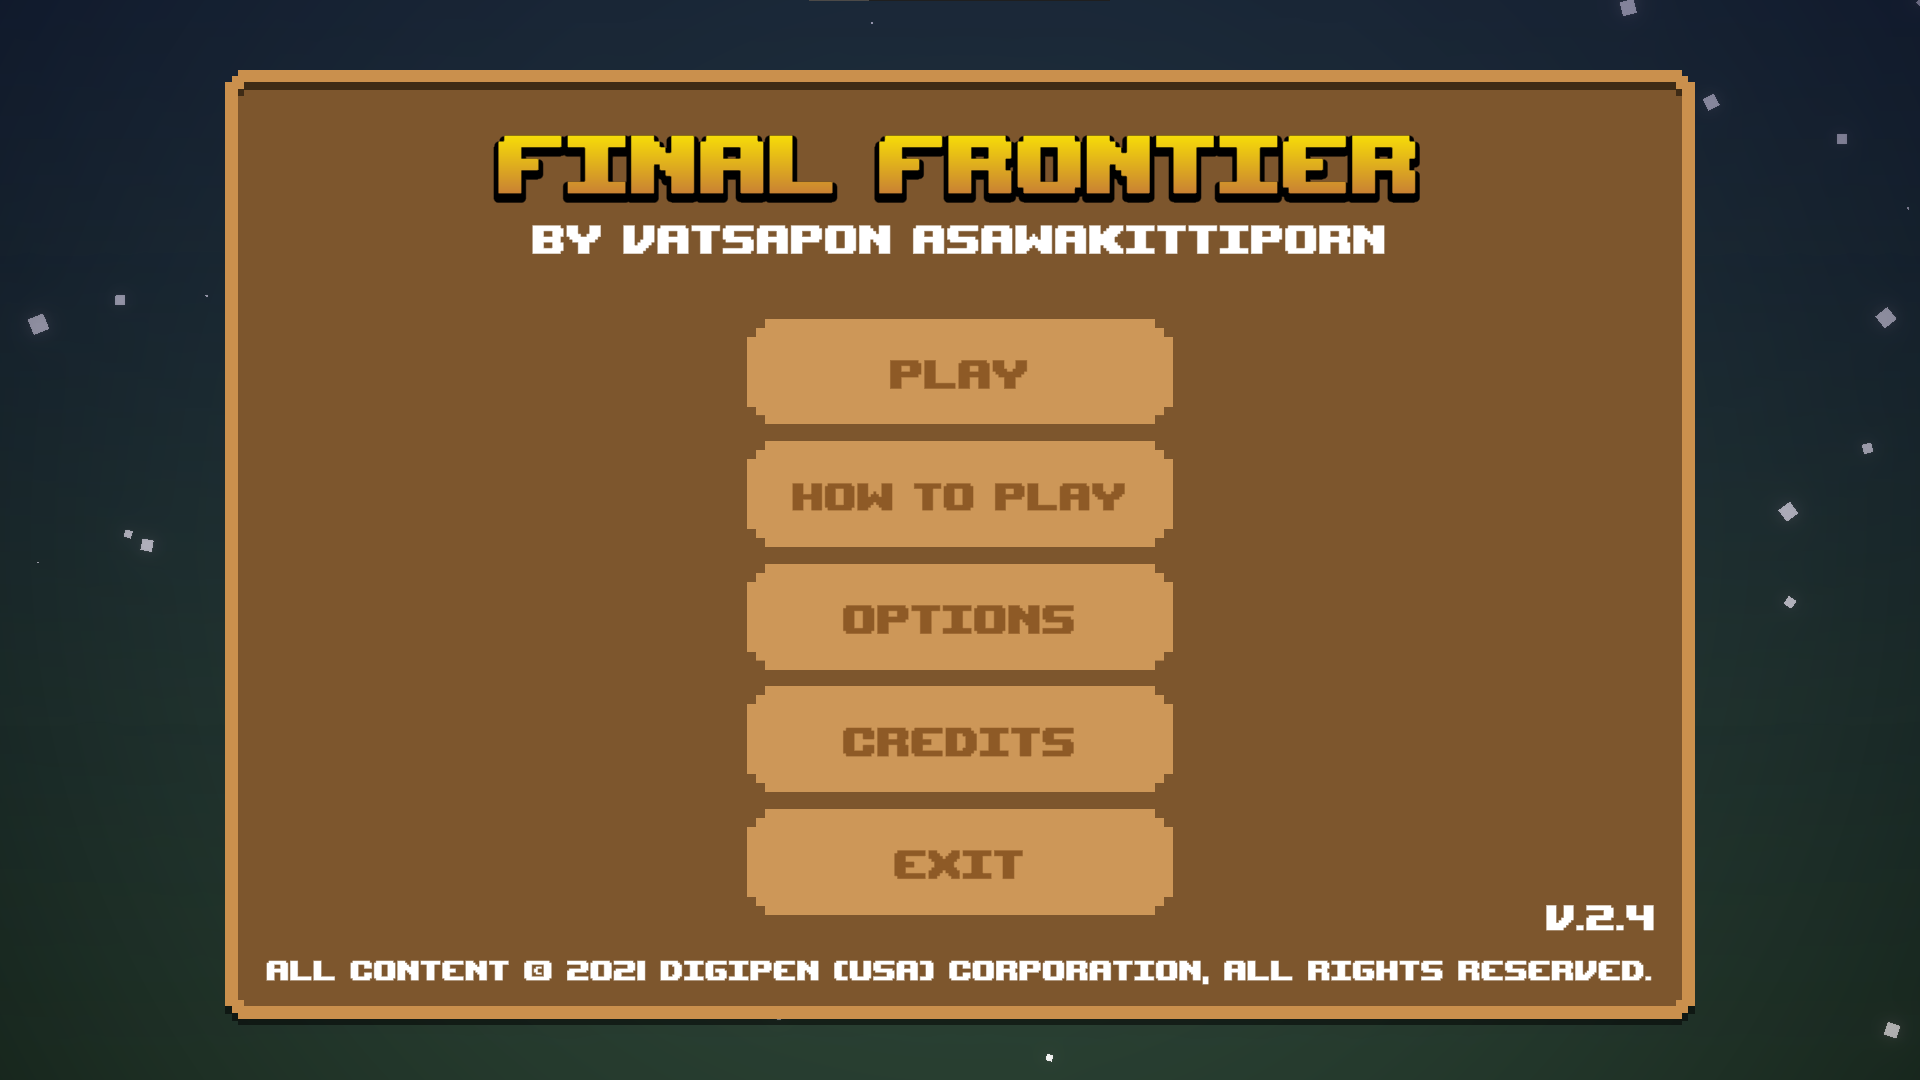 FINAL FRONTIER
BY VATSAPON ASAWAKITTIPORN
PLAY
HOW TO PLAY
OPTIONS
CREDITS
EXIT
V.2.4
ALL CONTENT © 2021 DIGIPEN (USA) CORPORATION, ALL RIGHTS RESERVED.